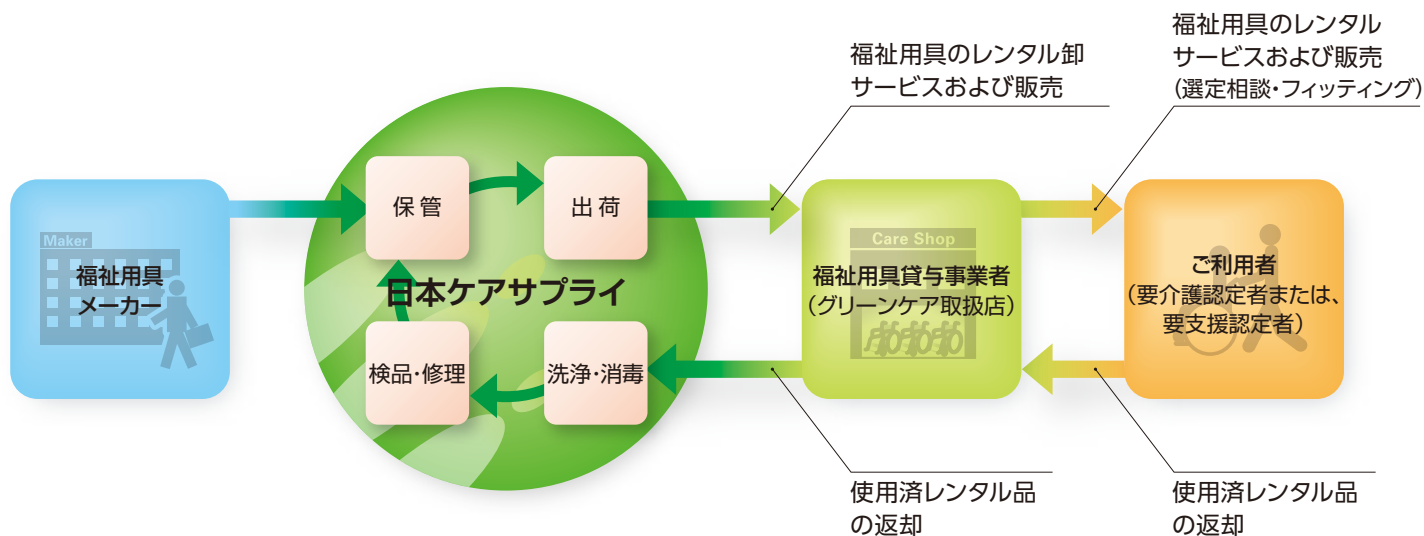 福祉用具のレンタル卸
サービスおよび販売
福祉用具のレンタル
サービスおよび販売
（選定相談・フィッティング）
Maker
福祉用具
メーカー
保管
出荷
日本ケアサプライ
検品・修理
洗浄・消毒
Care Shop
福祉用具貸与事業者
（グリーンケア取扱店）
ご利用者
（要介護認定者または、
要支援認定者）
使用済レンタル品
の返却
使用済レンタル品
の返却